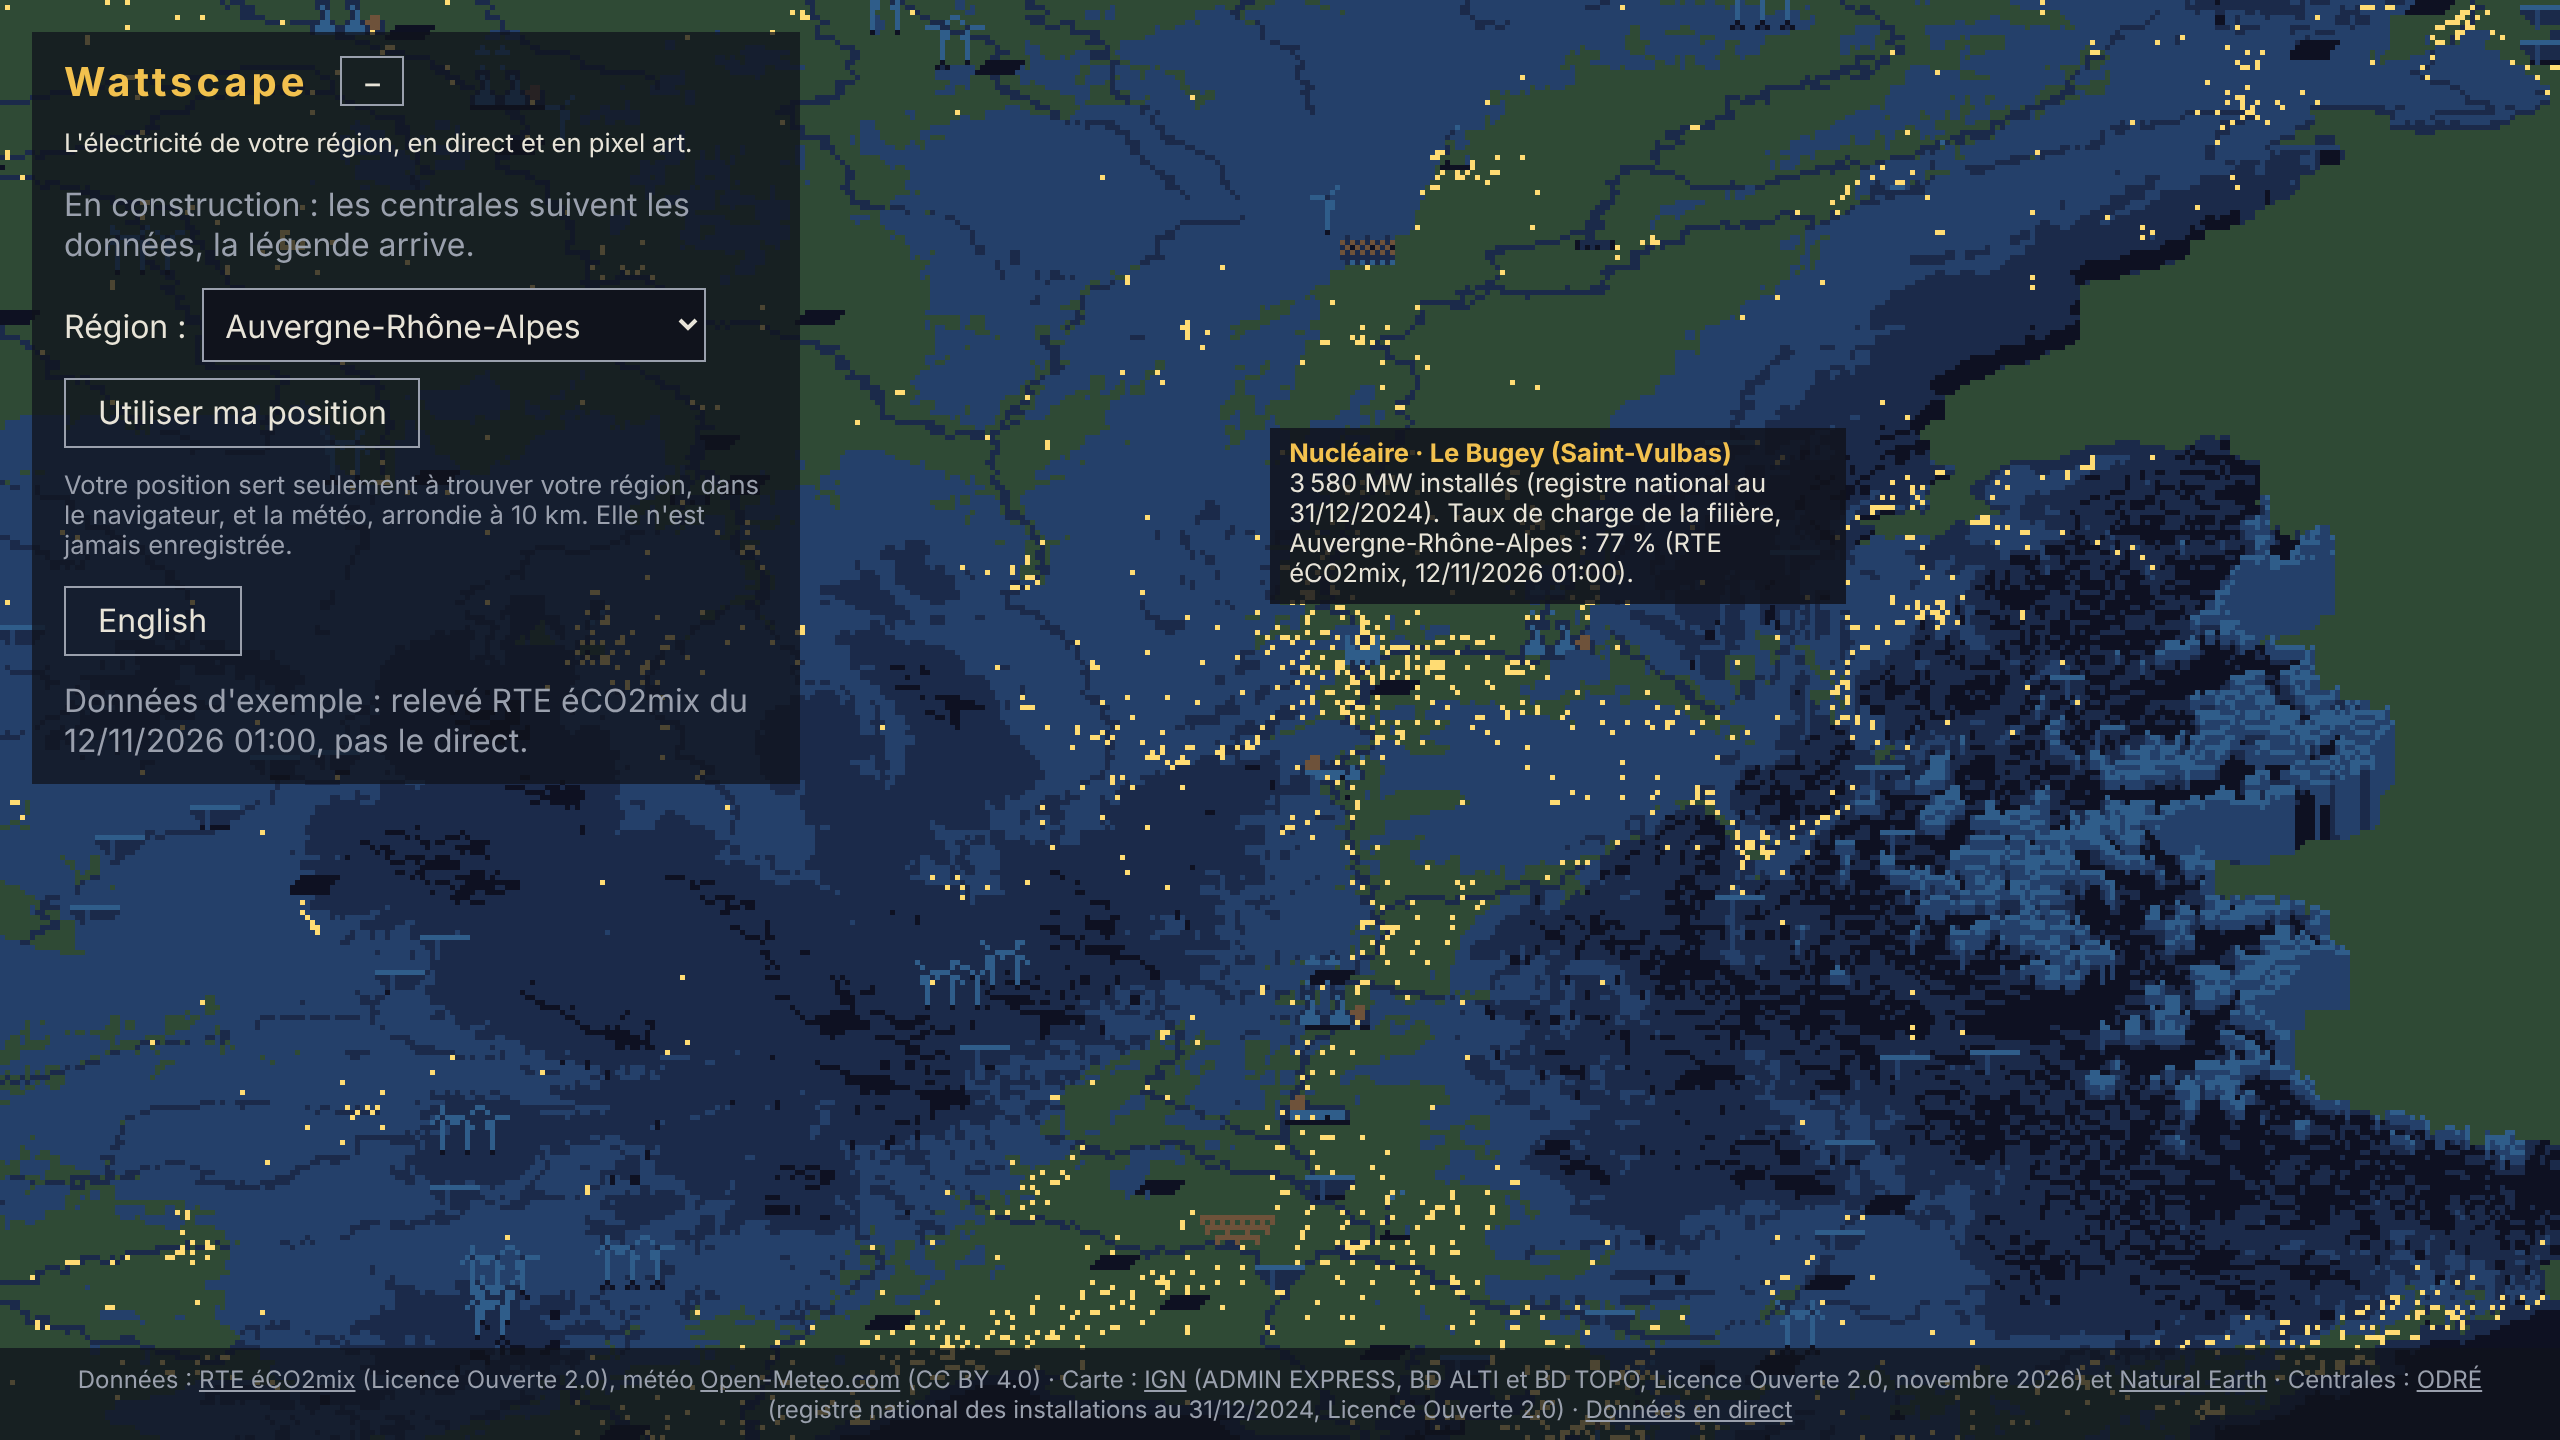 Wattscape –
L'électricité de votre région, en direct et en pixel art.
En construction : les centrales suivent les
données, la légende arrive.
Région : Auvergne-Rhône-Alpes
Utiliser ma position
Votre position sert seulement à trouver votre région, dans
le navigateur, et la météo, arrondie à 10 km. Elle n'est
jamais enregistrée.
English
Données d'exemple : relevé RTE éCO2mix du
12/11/2026 01:00, pas le direct.
Nucléaire · Le Bugey (Saint-Vulbas)
3 580 MW installés (registre national au
31/12/2024). Taux de charge de la filière,
Auvergne-Rhône-Alpes : 77 % (RTE
éCO2mix, 12/11/2026 01:00).
Données : RTE éCO2mix (Licence Ouverte 2.0), météo Open-Meteo.com (CC BY 4.0) · Carte : IGN (ADMIN EXPRESS, BD ALTI et BD TOPO, Licence Ouverte 2.0, novembre 2026) et Natural Earth · Centrales : ODRÉ
(registre national des installations au 31/12/2024, Licence Ouverte 2.0) · Données en direct